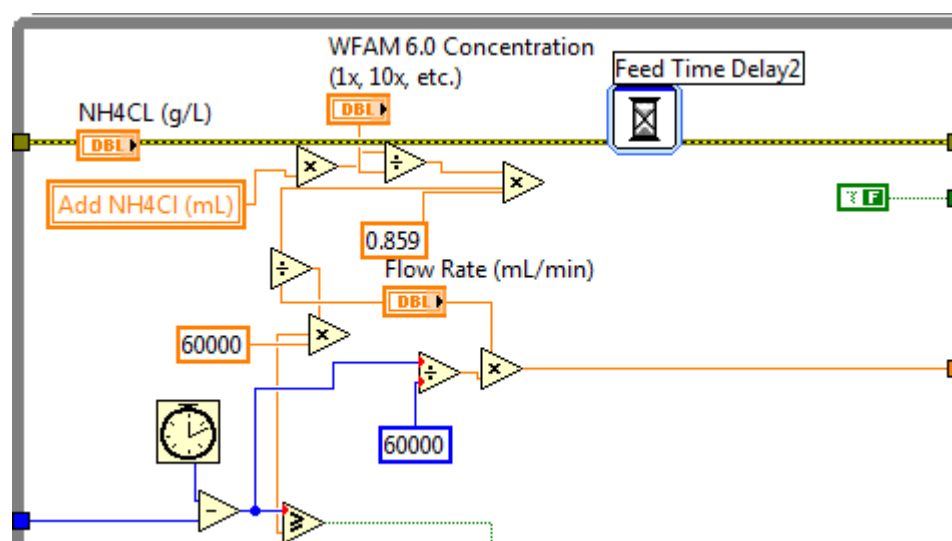 WFAM 6.0 Concentration
(1x, 10x, etc.)
Feed Time Delay2
DBL
NH4CL (g/L)
DBL
Add NH4Cl (mL)
F
0.859
Flow Rate (mL/min)
DBL
60000
60000